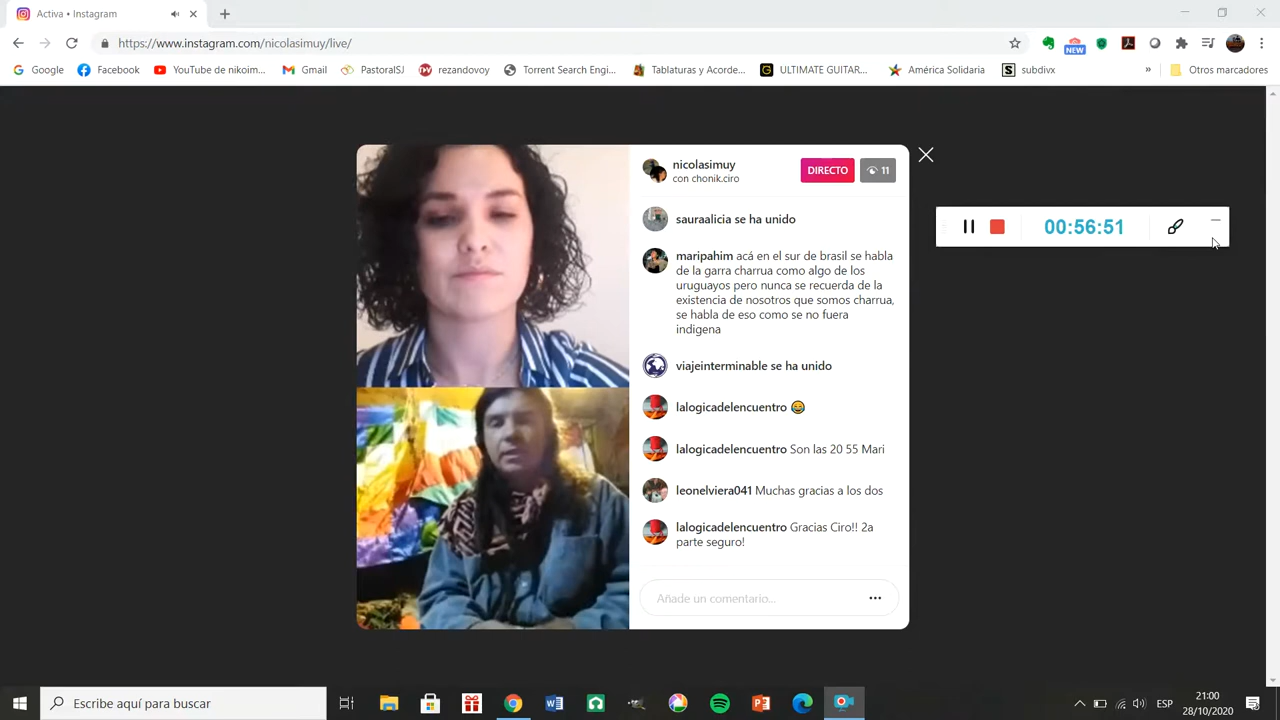 Activa • Instagram
https://www.instagram.com/nicolasimuy/live/
NEW
Google
Facebook
YouTube de nikoim...
Gmail
PastoralSJ
rezandovoy
Torrent Search Engi...
Tablaturas y Acorde...
ULTIMATE GUITAR...
América Solidaria
subdivx
»
Otros marcadores
nicolasimuy
con chonik.ciro
DIRECTO
11
sauraalicia se ha unido
maripahim acá en el sur de brasil se habla
de la garra charrua como algo de los
uruguayos pero nunca se recuerda de la
existencia de nosotros que somos charrua,
se habla de eso como se no fuera
indigena
viajeinterminable se ha unido
lalogicadelencuentro 😂
lalogicadelencuentro Son las 20 55 Mari
leonelviera041 Muchas gracias a los dos
lalogicadelencuentro Gracias Ciro!! 2a
parte seguro!
Añade un comentario...
00:56:51
Escribe aquí para buscar
ESP
21:00
28/10/2020